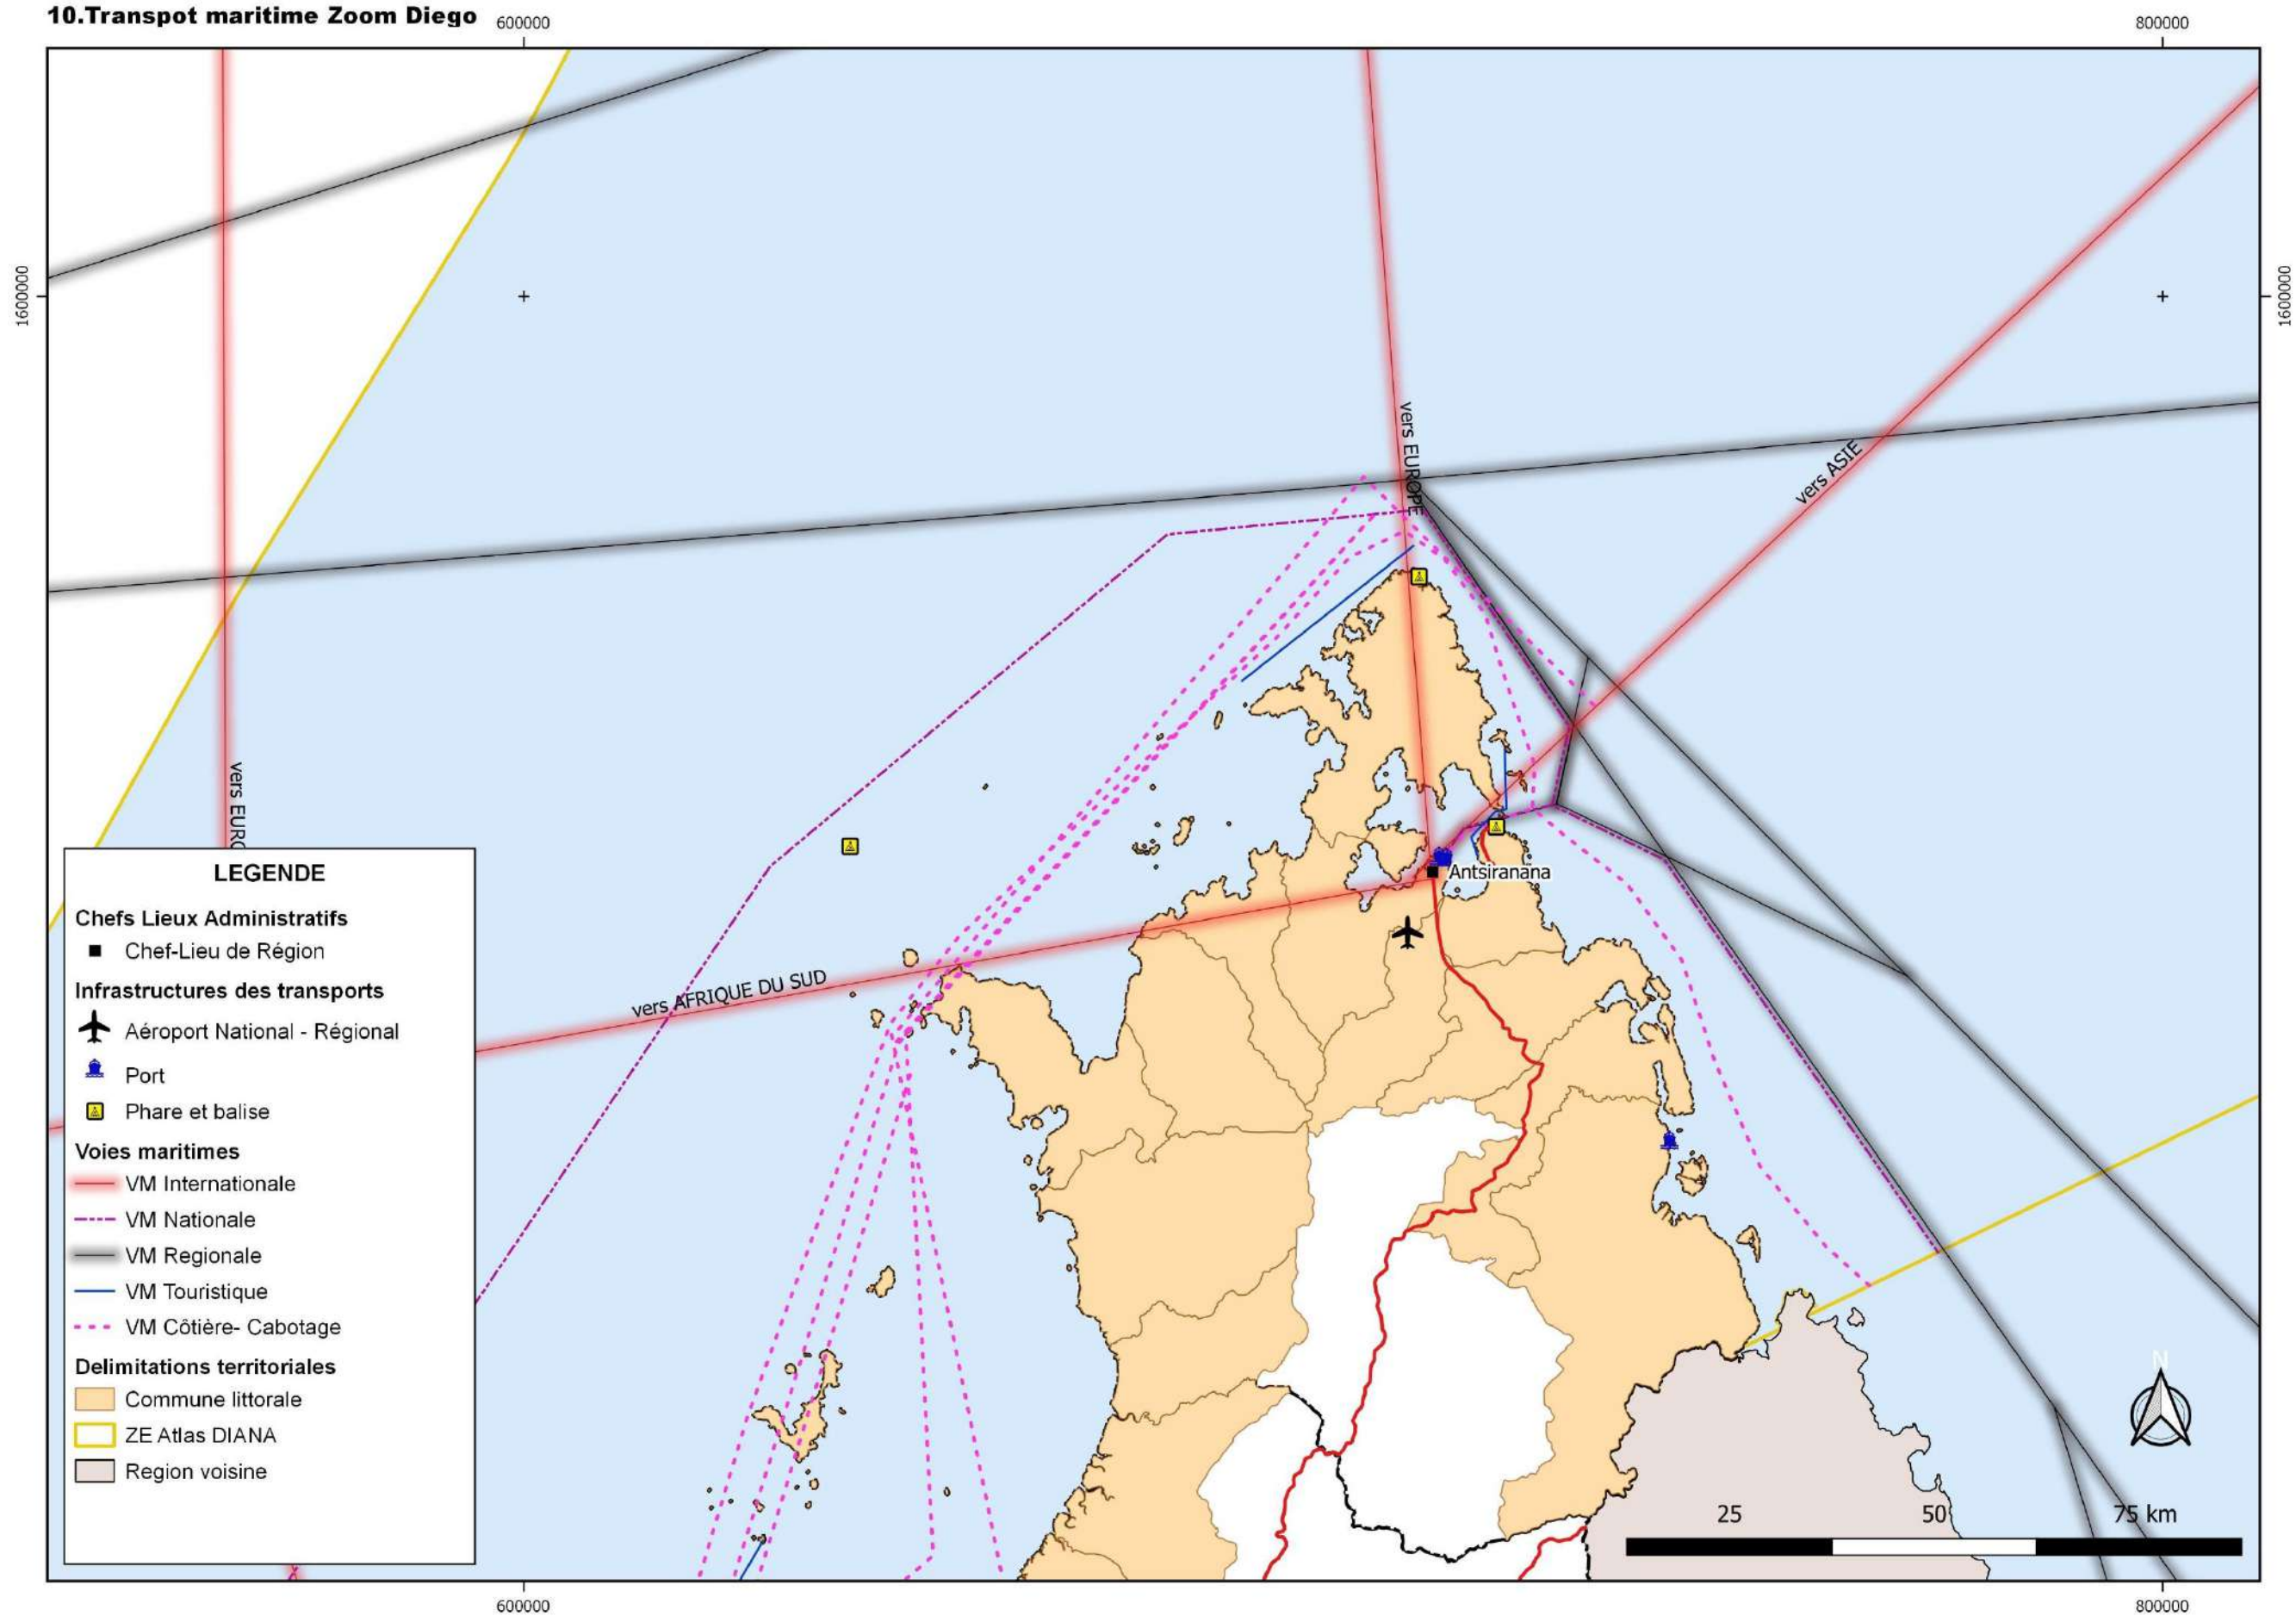 10.Transpot maritime Zoom Diego
600000
800000
1600000
1600000
vers EUROPE
vers ASIE
vers EURO
Antsiranana
vers AFRIQUE DU SUD
LEGENDE
Chefs Lieux Administratifs
Chef-Lieu de Région
Infrastructures des transports
Aéroport National - Régional
Port
Phare et balise
Voies maritimes
VM Internationale
VM Nationale
VM Regionale
VM Touristique
VM Côtière- Cabotage
Delimitations territoriales
Commune littorale
ZE Atlas DIANA
Region voisine
N
25 50 75 km
600000
800000